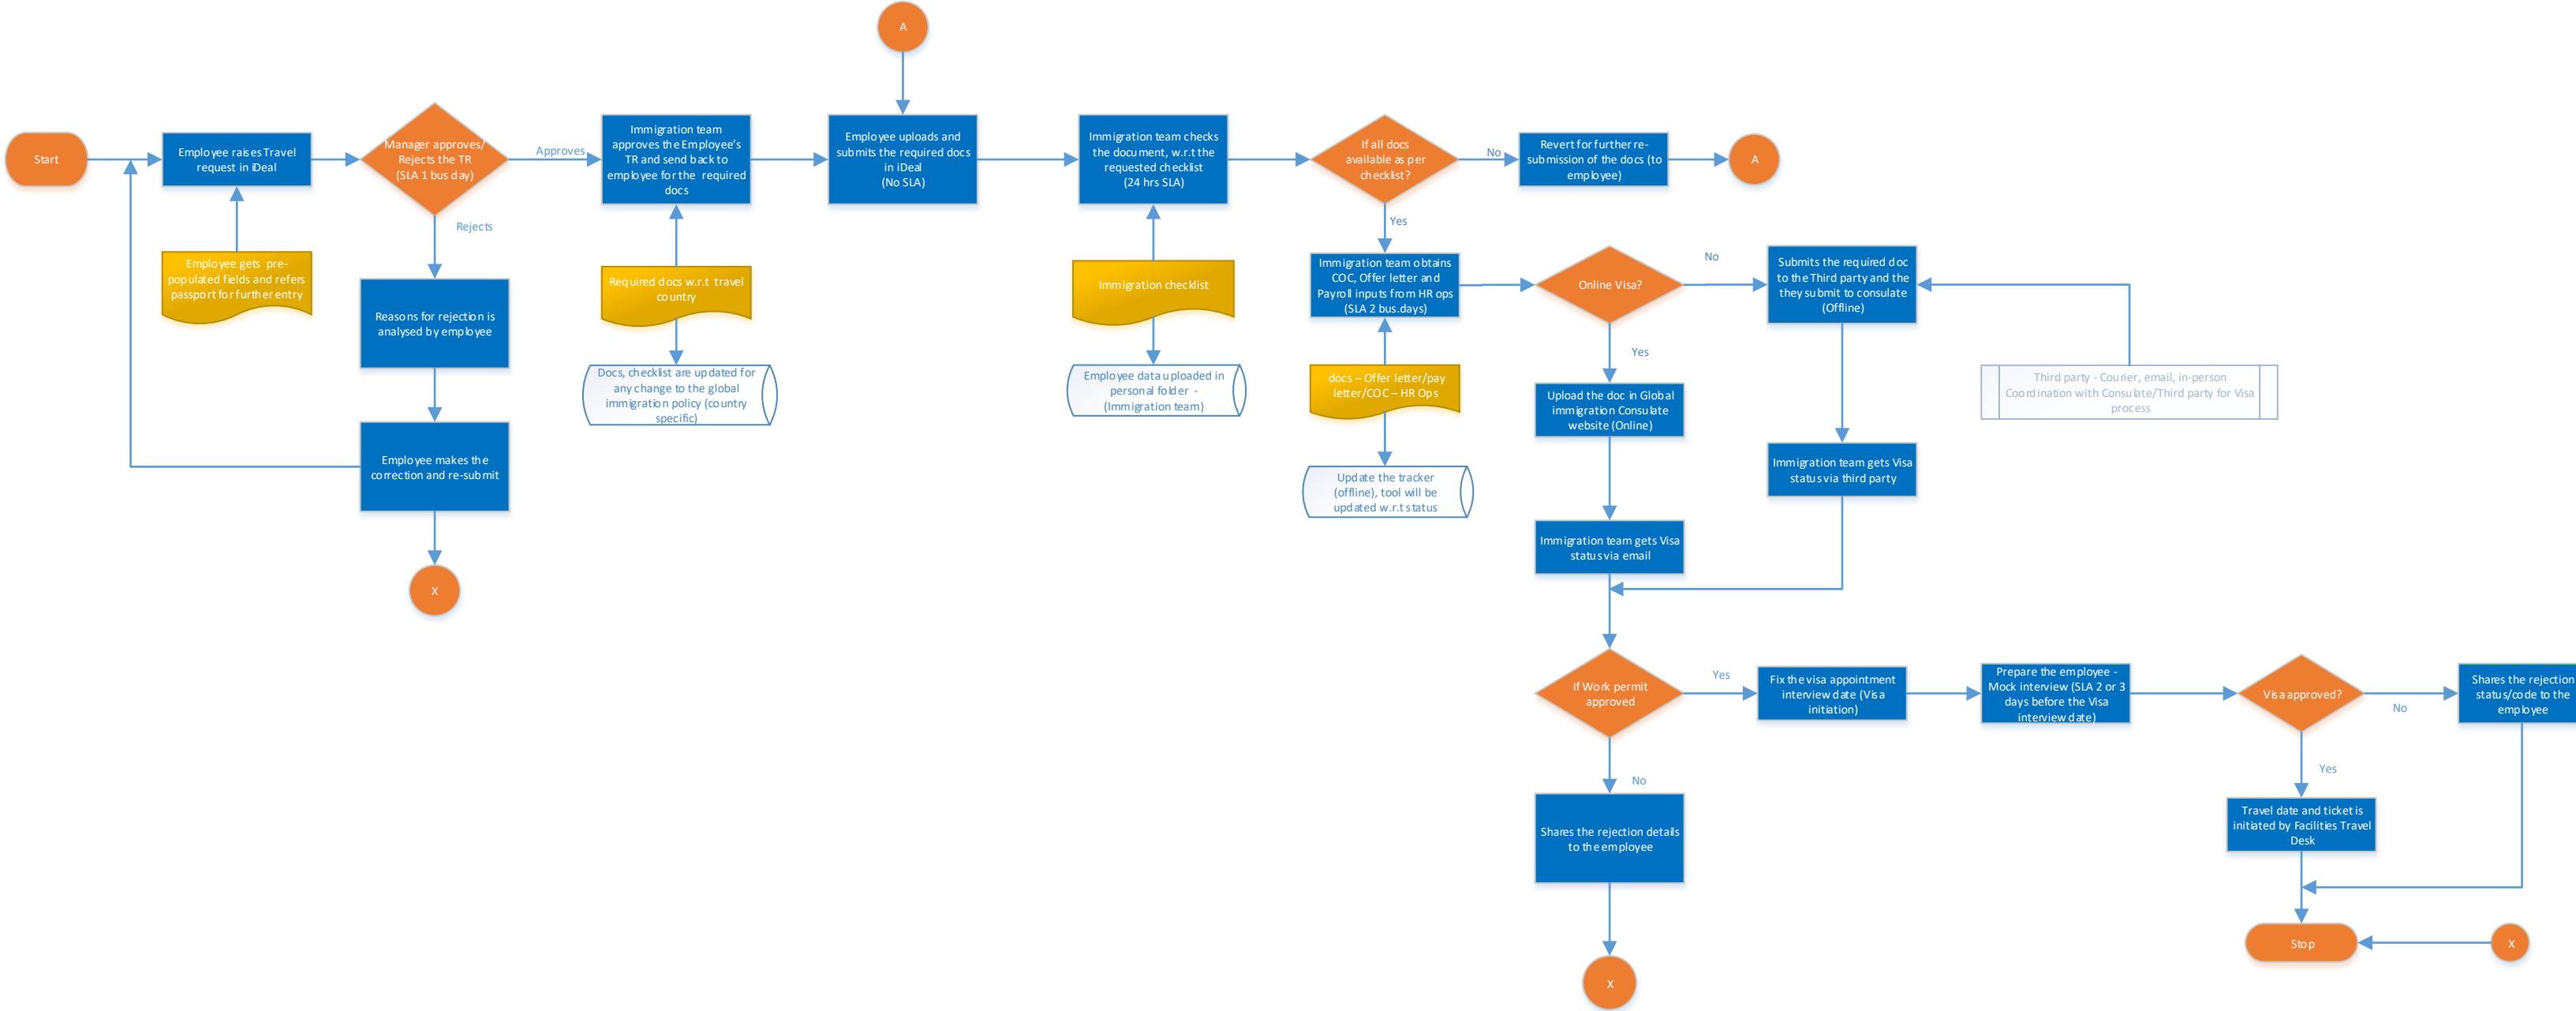 A
Start
Employee raises Travel
request in iDeal
Manager approves/
Rejects the TR
(SLA 1 bus day)
Approves
Immigration team
approves the Employee's
TR and send back to
employee for the required
docs
Employee uploads and
submits the required docs
in iDeal
(No SLA)
Immigration team checks
the document, w.r.t the
requested checklist
(24 hrs SLA)
If all docs
available as per
checklist?
No
Revert for further re-
submission of the docs (to
employee)
A
Rejects
Yes
Employee gets pre-
populated fields and refers
passport for further entry
Reasons for rejection is
analysed by employee
Required docs w.r.t travel
country
Immigration checklist
Immigration team obtains
COC, Offer letter and
Payroll inputs from HR ops
(SLA 2 bus.days)
Online Visa?
No
Submits the required doc
to the Third party and the
they submit to consulate
(Offline)
Yes
Docs, checklist are updated for
any change to the global
immigration policy (country
specific)
Employee data uploaded in
personal folder -
(Immigration team)
docs – Offer letter/pay
letter/COC – HR Ops
Upload the doc in Global
immigration Consulate
website (Online)
Third party - Courier, email, in-person
Coordination with Consulate/Third party for Visa
process
Employee makes the
correction and re-submit
Update the tracker
(offline), tool will be
updated w.r.t status
Immigration team gets Visa
status via third party
Immigration team gets Visa
status via email
X
If Work permit
approved
Yes
Fix the visa appointment
interview date (Visa
initiation)
Prepare the employee -
Mock interview (SLA 2 or 3
days before the Visa
interview date)
Visa approved?
No
Shares the rejection
status/code to the
employee
No
Yes
Shares the rejection details
to the employee
Travel date and ticket is
initiated by Facilities Travel
Desk
Stop
X
X